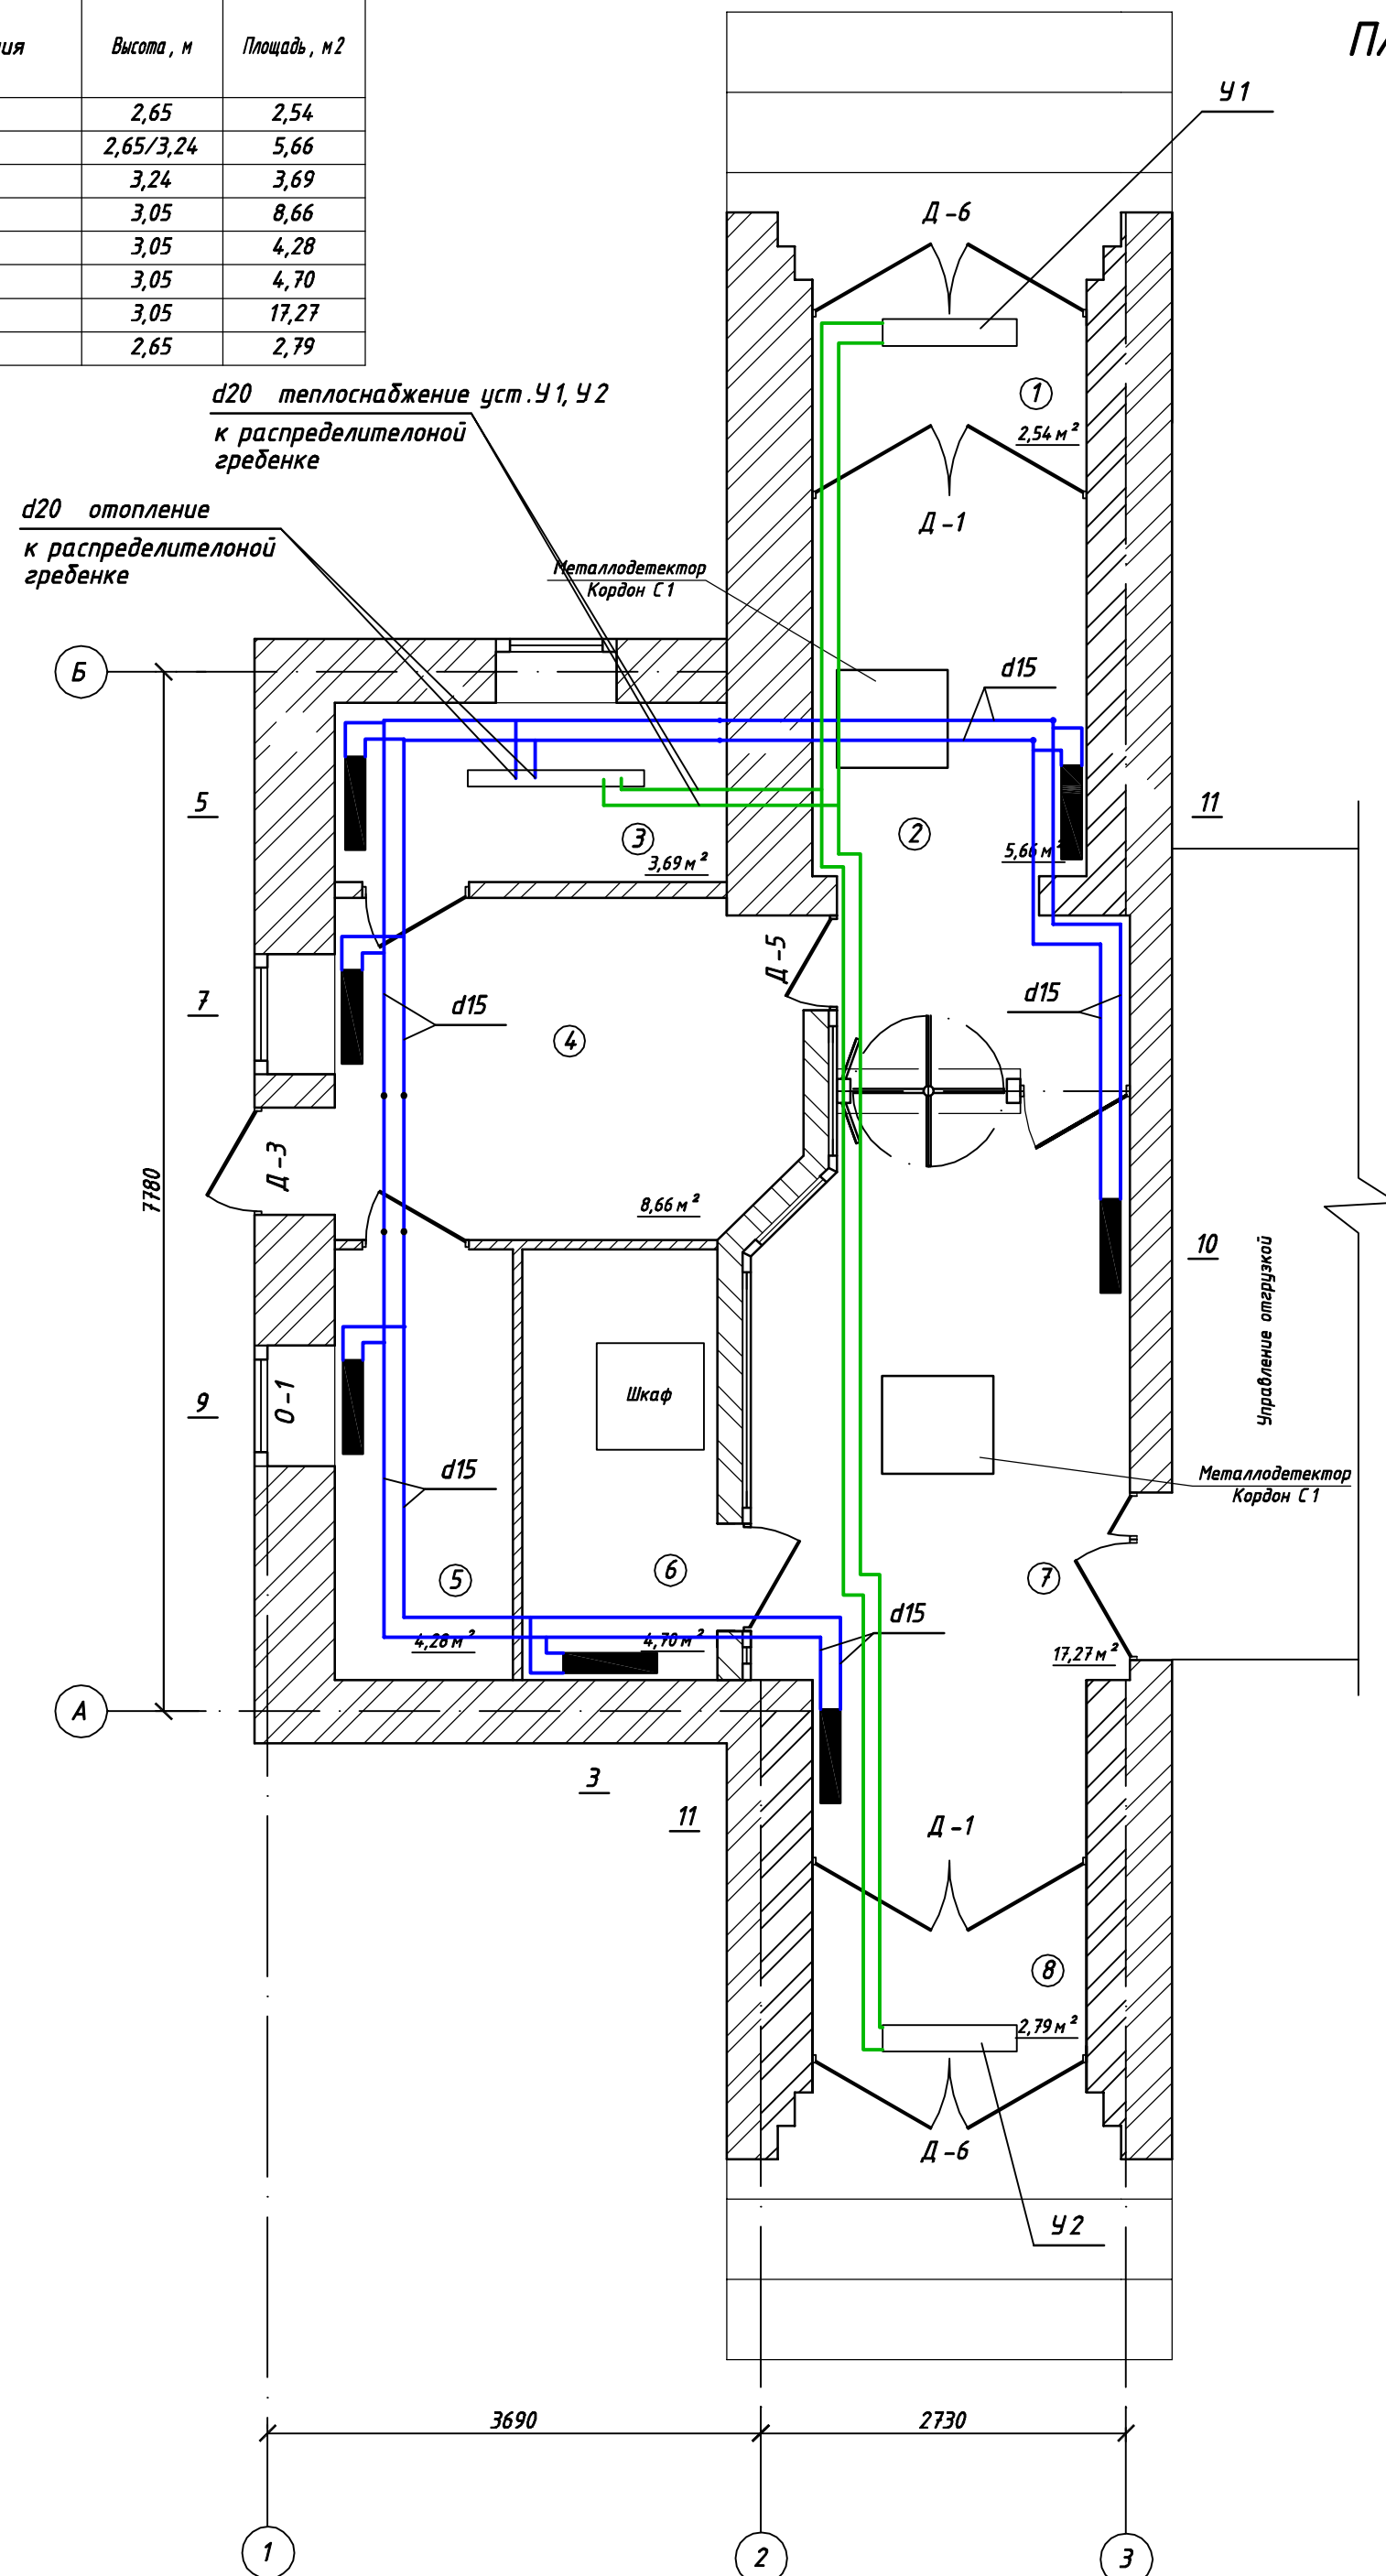 ия Высота, м Площадь, м2
2,65 2,54
2,65/3,24 5,66
3,24 3,69
3,05 8,66
3,05 4,28
3,05 4,70
3,05 17,27
2,65 2,79
Пл
У1
Д-6
1
2,54 м²
Д-1
d20 теплоснабжение уст.У1, У2
к распределителоной
гребенке
d20 отопление
к распределителоной
гребенке
Металлодетектор
Кордон С1
Б
d15
5
3
3,69 м²
2
5,66 м²
11
Д-5
7
d15
4
d15
Д-3
7780
8,66 м²
10
Управление отгрузкой
9
О-1
Шкаф
d15
Металлодетектор
Кордон С1
5
4,28 м²
6
4,70 м²
7
17,27 м²
d15
А
3
11
Д-1
8
2,79 м²
Д-6
У2
3690
2730
1
2
3